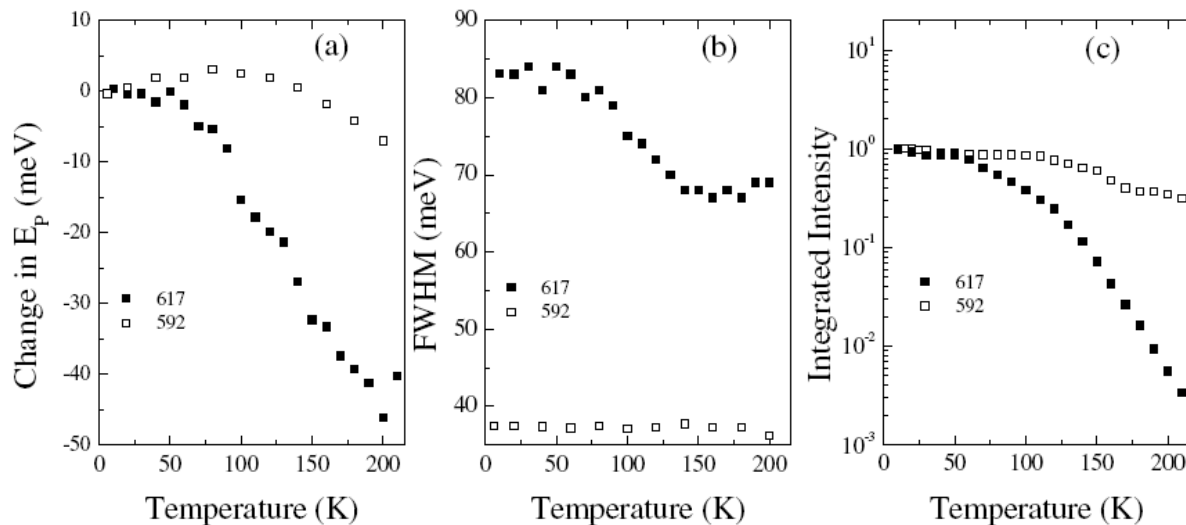 (a)
10
0
-10
-20
-30
-40
-50
Change in E_P (meV)
617
592
0 50 100 150 200
Temperature (K)
(b)
90
80
70
60
50
40
FWHM (meV)
617
592
0 50 100 150 200
Temperature (K)
(c)
10^1
10^0
10^-1
10^-2
10^-3
Integrated Intensity
617
592
0 50 100 150 200
Temperature (K)